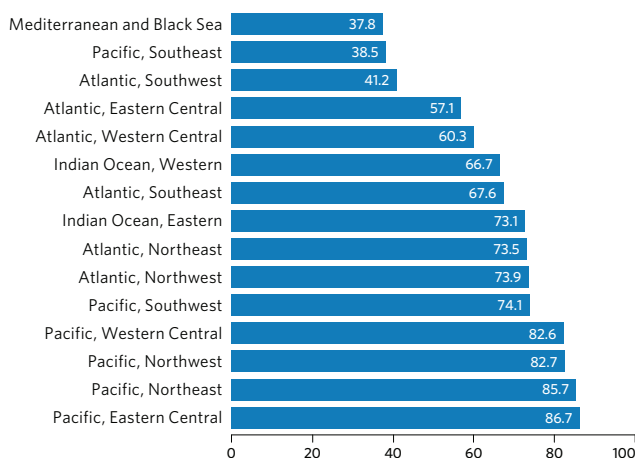 Mediterranean and Black Sea 37.8
Pacific, Southeast 38.5
Atlantic, Southwest 41.2
Atlantic, Eastern Central 57.1
Atlantic, Western Central 60.3
Indian Ocean, Western 66.7
Atlantic, Southeast 67.6
Indian Ocean, Eastern 73.1
Atlantic, Northeast 73.5
Atlantic, Northwest 73.9
Pacific, Southwest 74.1
Pacific, Western Central 82.6
Pacific, Northwest 82.7
Pacific, Northeast 85.7
Pacific, Eastern Central 86.7
0 20 40 60 80 100